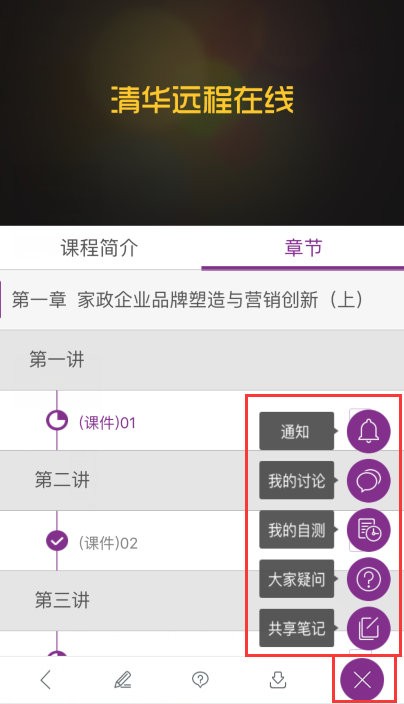 清华远程在线
课程简介
章节
第一章 家政企业品牌塑造与营销创新（上）
第一讲
(课件)01
通知
第二讲
我的讨论
我的自测
(课件)02
大家疑问
第三讲
共享笔记